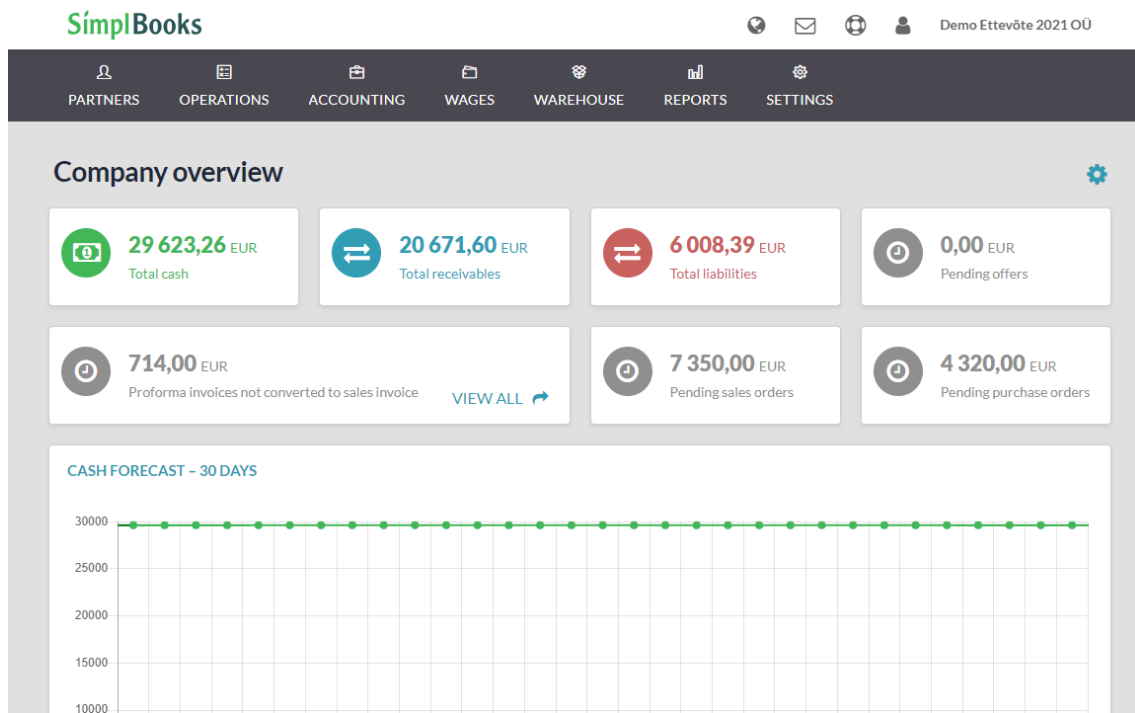 SimplBooks
Demo Ettevõte 2021 OÜ
PARTNERS OPERATIONS ACCOUNTING WAGES WAREHOUSE REPORTS SETTINGS
Company overview
29 623,26 EUR
Total cash
20 671,60 EUR
Total receivables
6 008,39 EUR
Total liabilities
0,00 EUR
Pending offers
714,00 EUR
Proforma invoices not converted to sales invoice
VIEW ALL
7 350,00 EUR
Pending sales orders
4 320,00 EUR
Pending purchase orders
CASH FORECAST – 30 DAYS
30000
25000
20000
15000
10000